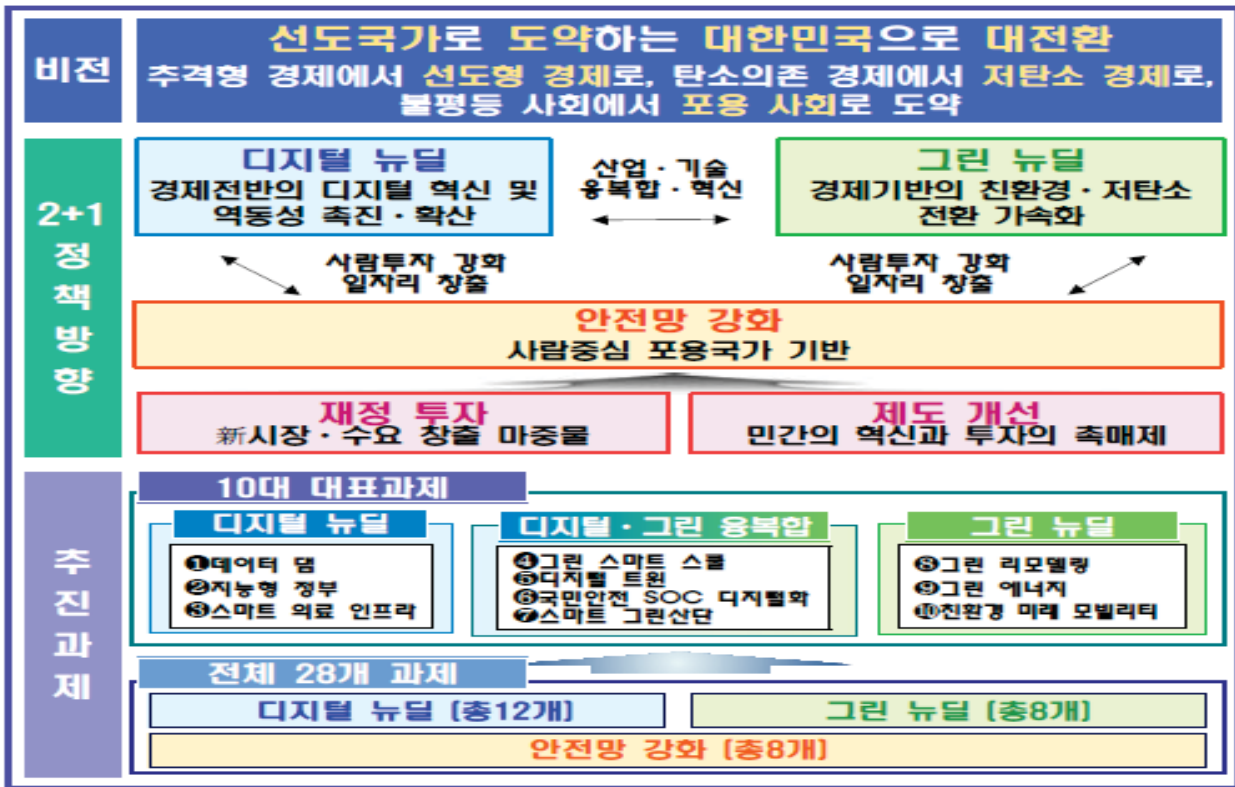 비전
선도국가로 도약하는 대한민국으로 대전환
추격형 경제에서 선도형 경제로, 탄소의존 경제에서 저탄소 경제로,
불평등 사회에서 포용 사회로 도약
2+1
정
책
방
향
디지털 뉴딜
경제전반의 디지털 혁신 및
역동성 촉진·확산
산업·기술
융복합·혁신
그린 뉴딜
경제기반의 친환경·저탄소
전환 가속화
사람투자 강화
일자리 창출
사람투자 강화
일자리 창출
안전망 강화
사람중심 포용국가 기반
재정 투자
新시장·수요 창출 마중물
제도 개선
민간의 혁신과 투자의 촉매제
추
진
과
제
10대 대표과제
디지털 뉴딜
❶데이터 댐
❷지능형 정부
❸스마트 의료 인프라
디지털·그린 융복합
❹그린 스마트 스쿨
❺디지털 트윈
❻국민안전 SOC 디지털화
❼스마트 그린산단
그린 뉴딜
❽그린 리모델링
❾그린 에너지
❿친환경 미래 모빌리티
전체 28개 과제
디지털 뉴딜 (총12개)
그린 뉴딜 (총8개)
안전망 강화 (총8개)